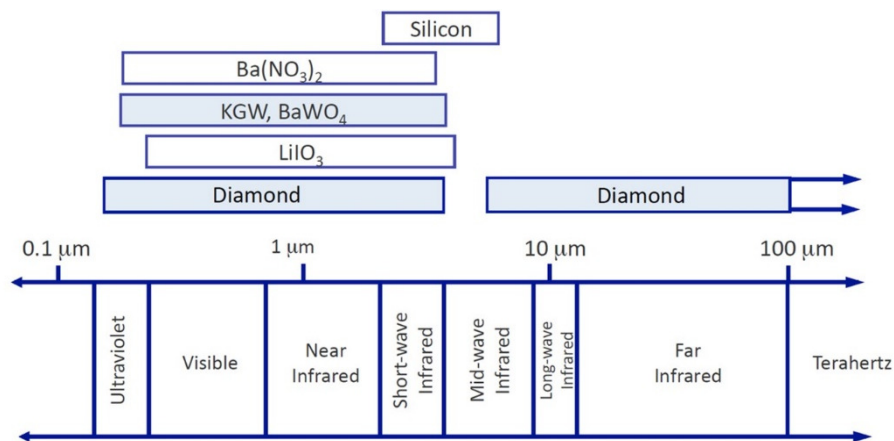 Silicon
Ba(NO₃)₂
KGW, BaWO₄
LiIO₃
Diamond
Diamond
0.1 μm
1 μm
10 μm
100 μm
Ultraviolet
Visible
Near
Infrared
Short-wave
Infrared
Mid-wave
Infrared
Long-wave
Infrared
Far
Infrared
Terahertz